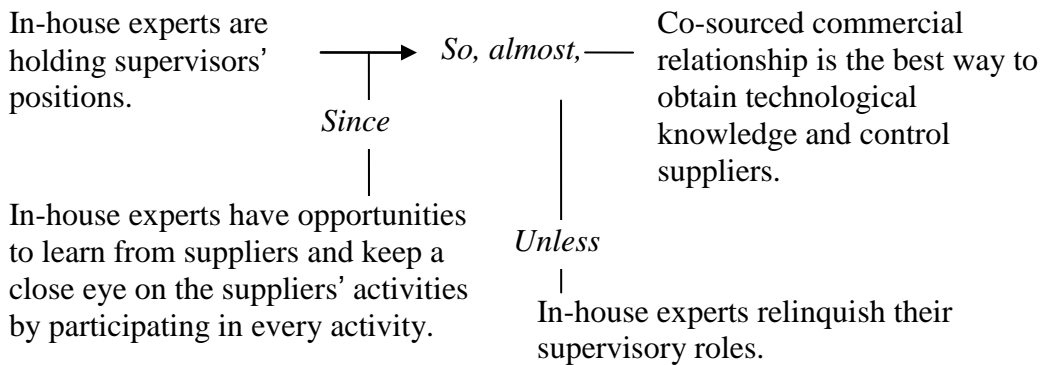 In-house experts are
holding supervisors’
positions.
So, almost,
Co-sourced commercial
relationship is the best way to
obtain technological
knowledge and control
suppliers.
Since
In-house experts have opportunities
to learn from suppliers and keep a
close eye on the suppliers’ activities
by participating in every activity.
Unless
In-house experts relinquish their
supervisory roles.